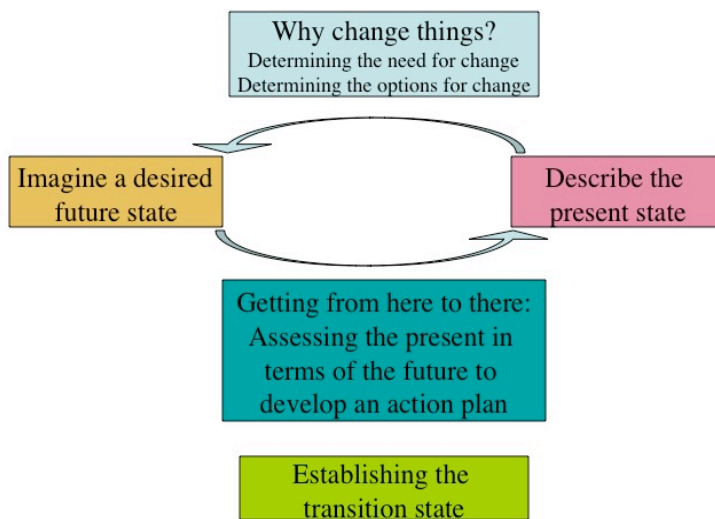 Why change things?
Determining the need for change
Determining the options for change
Imagine a desired
future state
Describe the
present state
Getting from here to there:
Assessing the present in
terms of the future to
develop an action plan
Establishing the
transition state